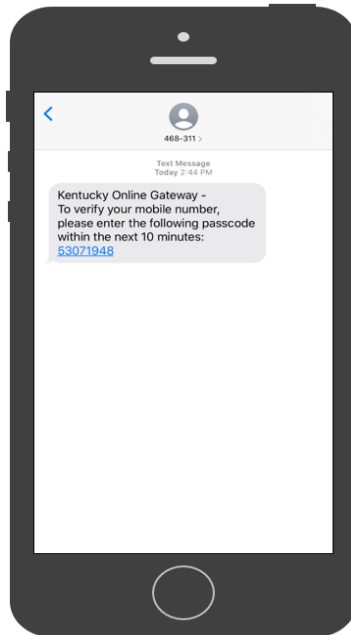 468-311 >
Text Message
Today 2:44 PM
Kentucky Online Gateway -
To verify your mobile number,
please enter the following passcode
within the next 10 minutes:
53071948